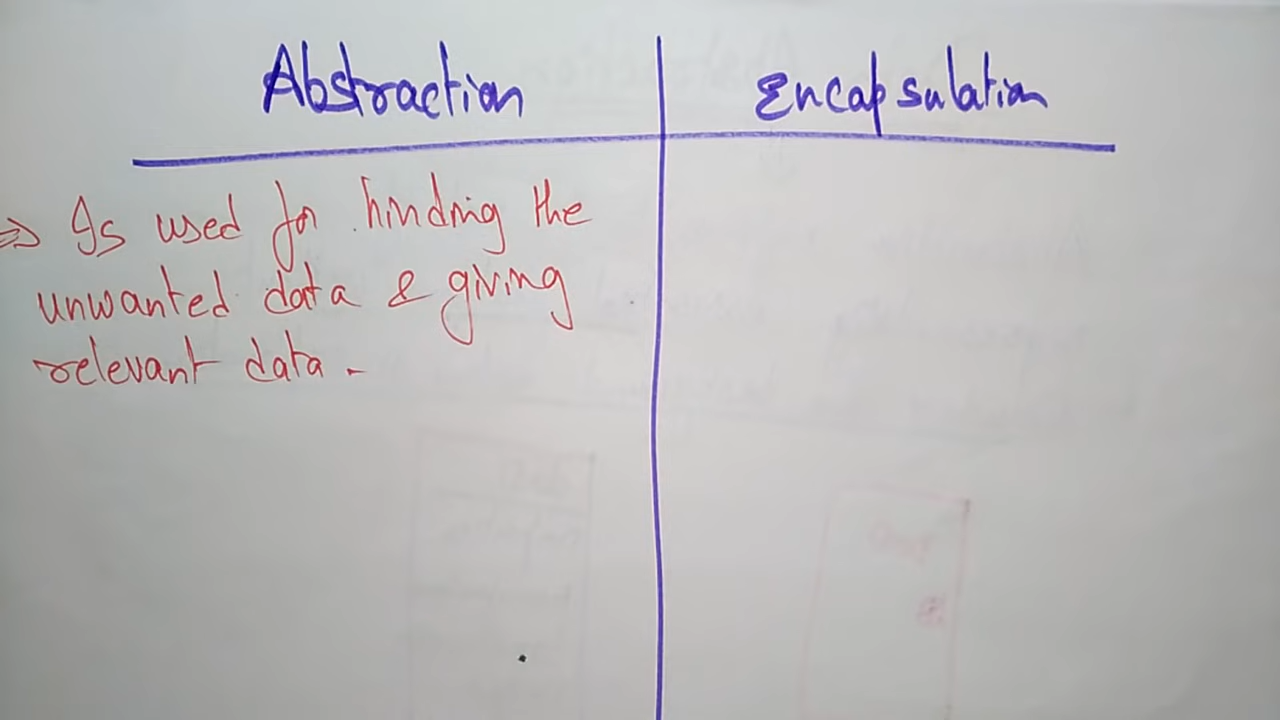 Abstraction
Encapsulation
⇒ Is used for hinding the
unwanted data & giving
relevant data.